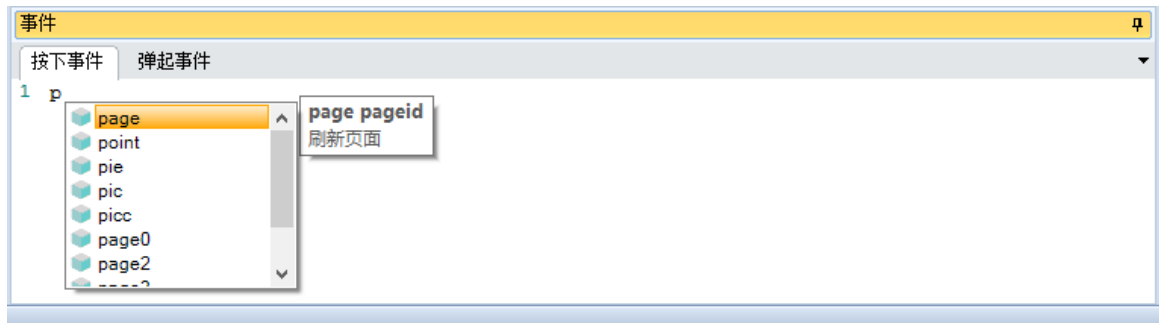 事件
按下事件 弹起事件
1 p
page
point
pie
pic
picc
page0
page2
page pageid
刷新页面